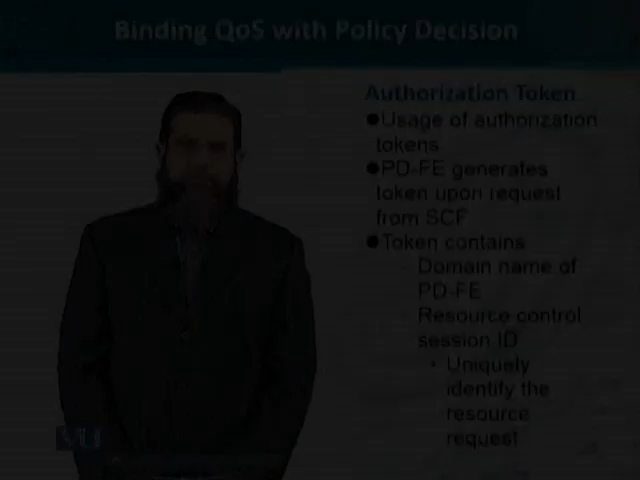 Binding QoS with Policy Decision
Authorization Token
●Usage of authorization
tokens
●PD-FE generates
token upon request
from SCF
●Token contains
Domain name of
PD-FE
Resource control
session ID
• Uniquely
identify the
resource
request
VU